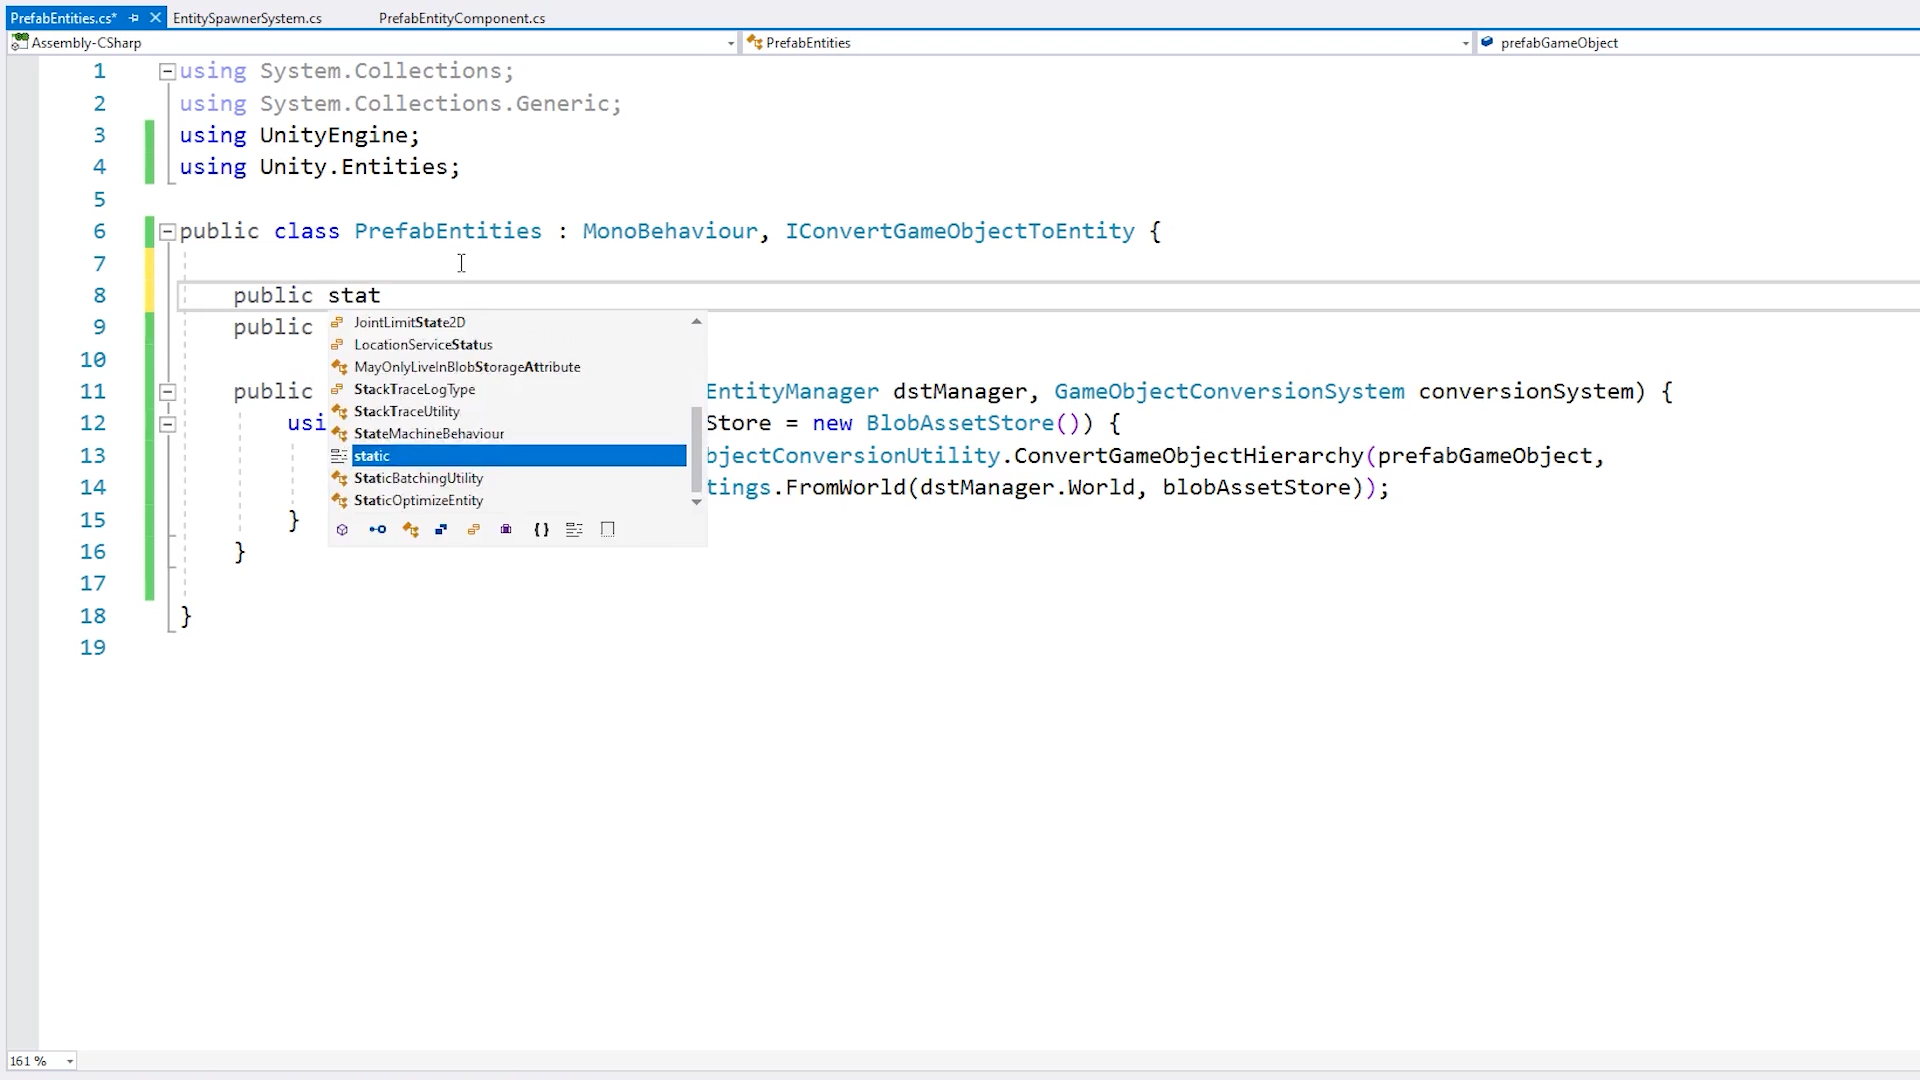 PrefabEntities.cs* EntitySpawnerSystem.cs PrefabEntityComponent.cs
Assembly-CSharp PrefabEntities prefabGameObject
1 using System.Collections;
2 using System.Collections.Generic;
3 using UnityEngine;
4 using Unity.Entities;
5
6 public class PrefabEntities : MonoBehaviour, IConvertGameObjectToEntity {
7
8 public stat
9 public
10
11 public EntityManager dstManager, GameObjectConversionSystem conversionSystem) {
12 usi Store = new BlobAssetStore()) {
13 bjectConversionUtility.ConvertGameObjectHierarchy(prefabGameObject,
14 tings.FromWorld(dstManager.World, blobAssetStore));
15 }
16 }
17
18 }
19
JointLimitState2D
LocationServiceStatus
MayOnlyLiveInBlobStorageAttribute
StackTraceLogType
StackTraceUtility
StateMachineBehaviour
static
StaticBatchingUtility
StaticOptimizeEntity
161 %